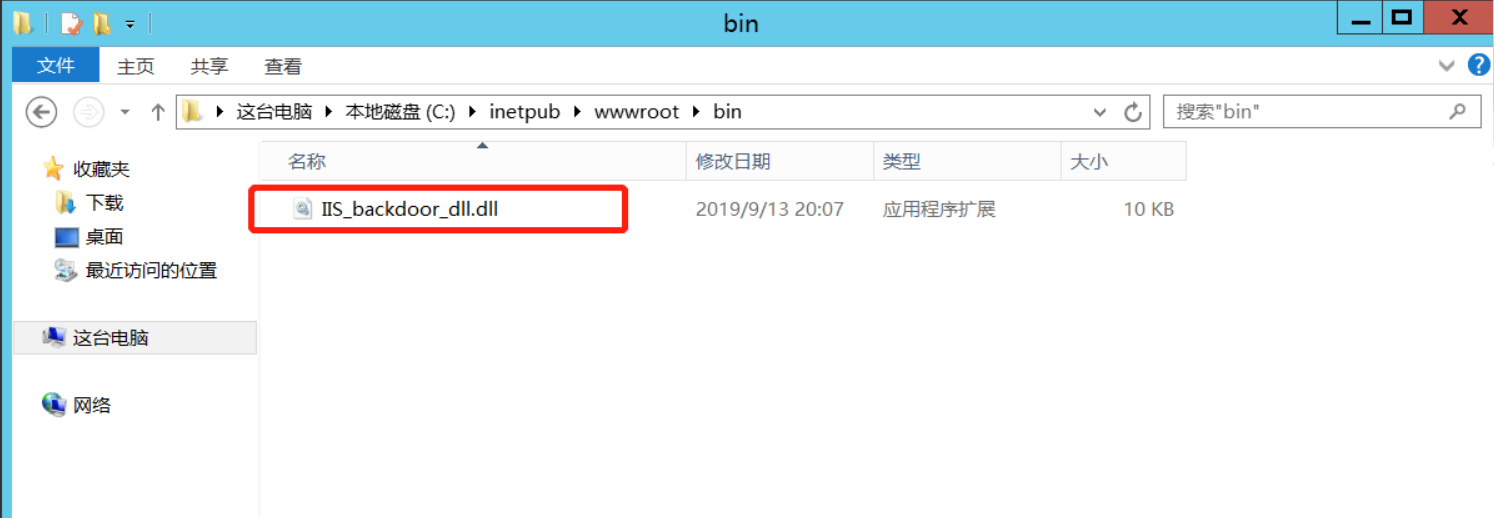 bin
文件 主页 共享 查看
这台电脑 本地磁盘 (C:) inetpub wwwroot bin 搜索"bin"
名称 修改日期 类型 大小
收藏夹
IIS_backdoor_dll.dll 2019/9/13 20:07 应用程序扩展 10 KB
下载
桌面
最近访问的位置
这台电脑
网络